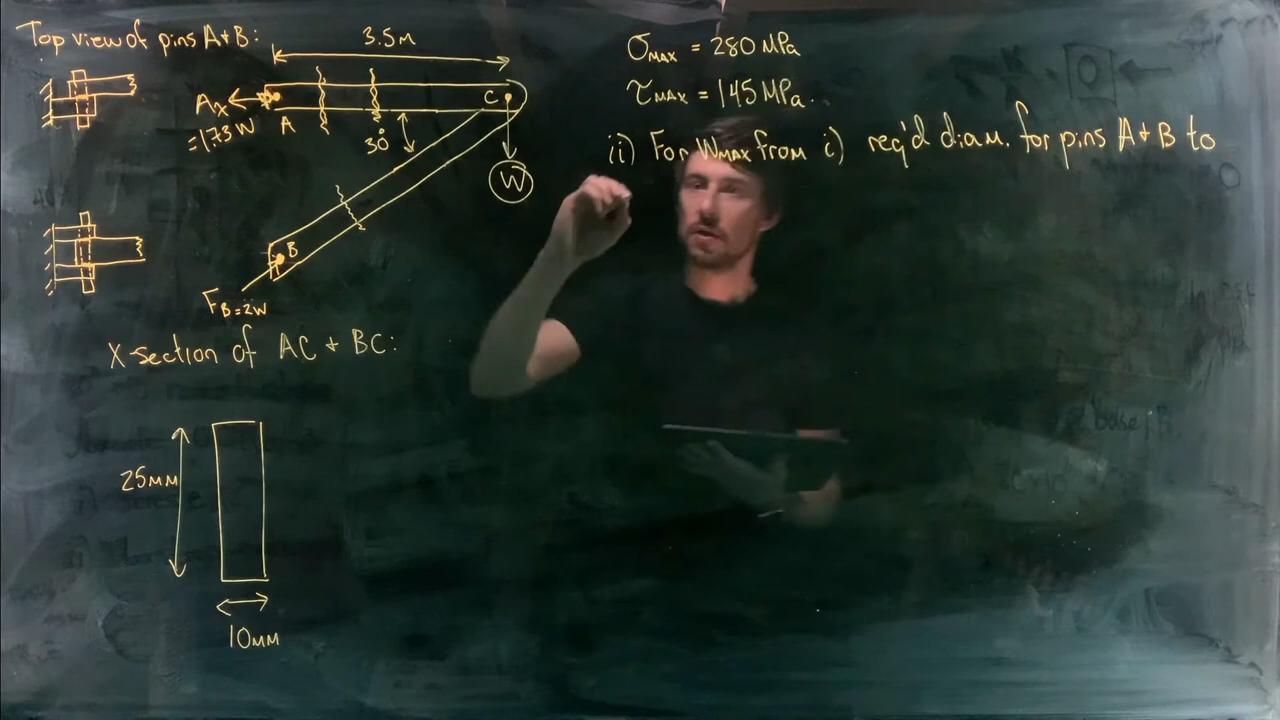 Top view of pins A+B:
3.5m
Ax
=1.73W
A
C
30°
W
B
FB=2W
X-section of AC + BC:
25mm
10mm
σMAX = 280 MPa
τMAX = 145 MPa.
ii) For WMAX from i) req'd diam. for pins A+B to